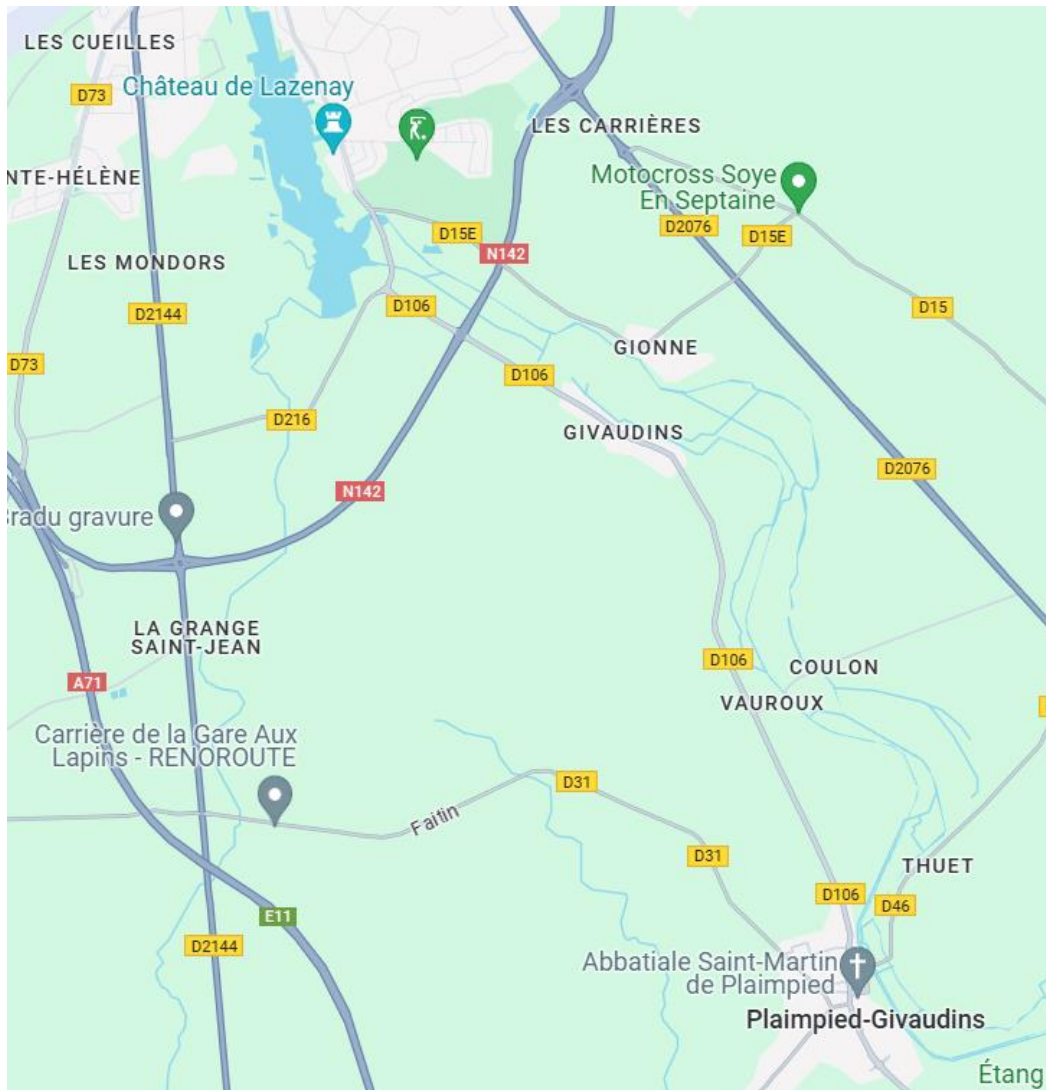 LES CUEILLES
Château de Lazenay
D73
LES CARRIÈRES
NTE-HÉLÈNE
Motocross Soye
En Septaine
D2076
D15E
D15E
N142
LES MONDORS
D106
D15
D2144
GIONNE
D73
D106
D216
GIVAUDINS
D2076
N142
radu gravure
LA GRANGE
SAINT-JEAN
D106
COULON
A71
VAUROUX
Carrière de la Gare Aux
Lapins - RENOROUTE
D31
Faitin
D31
THUET
D106
D46
E11
D2144
Abbatiale Saint-Martin
de Plaimpied
Plaimpied-Givaudins
Étang